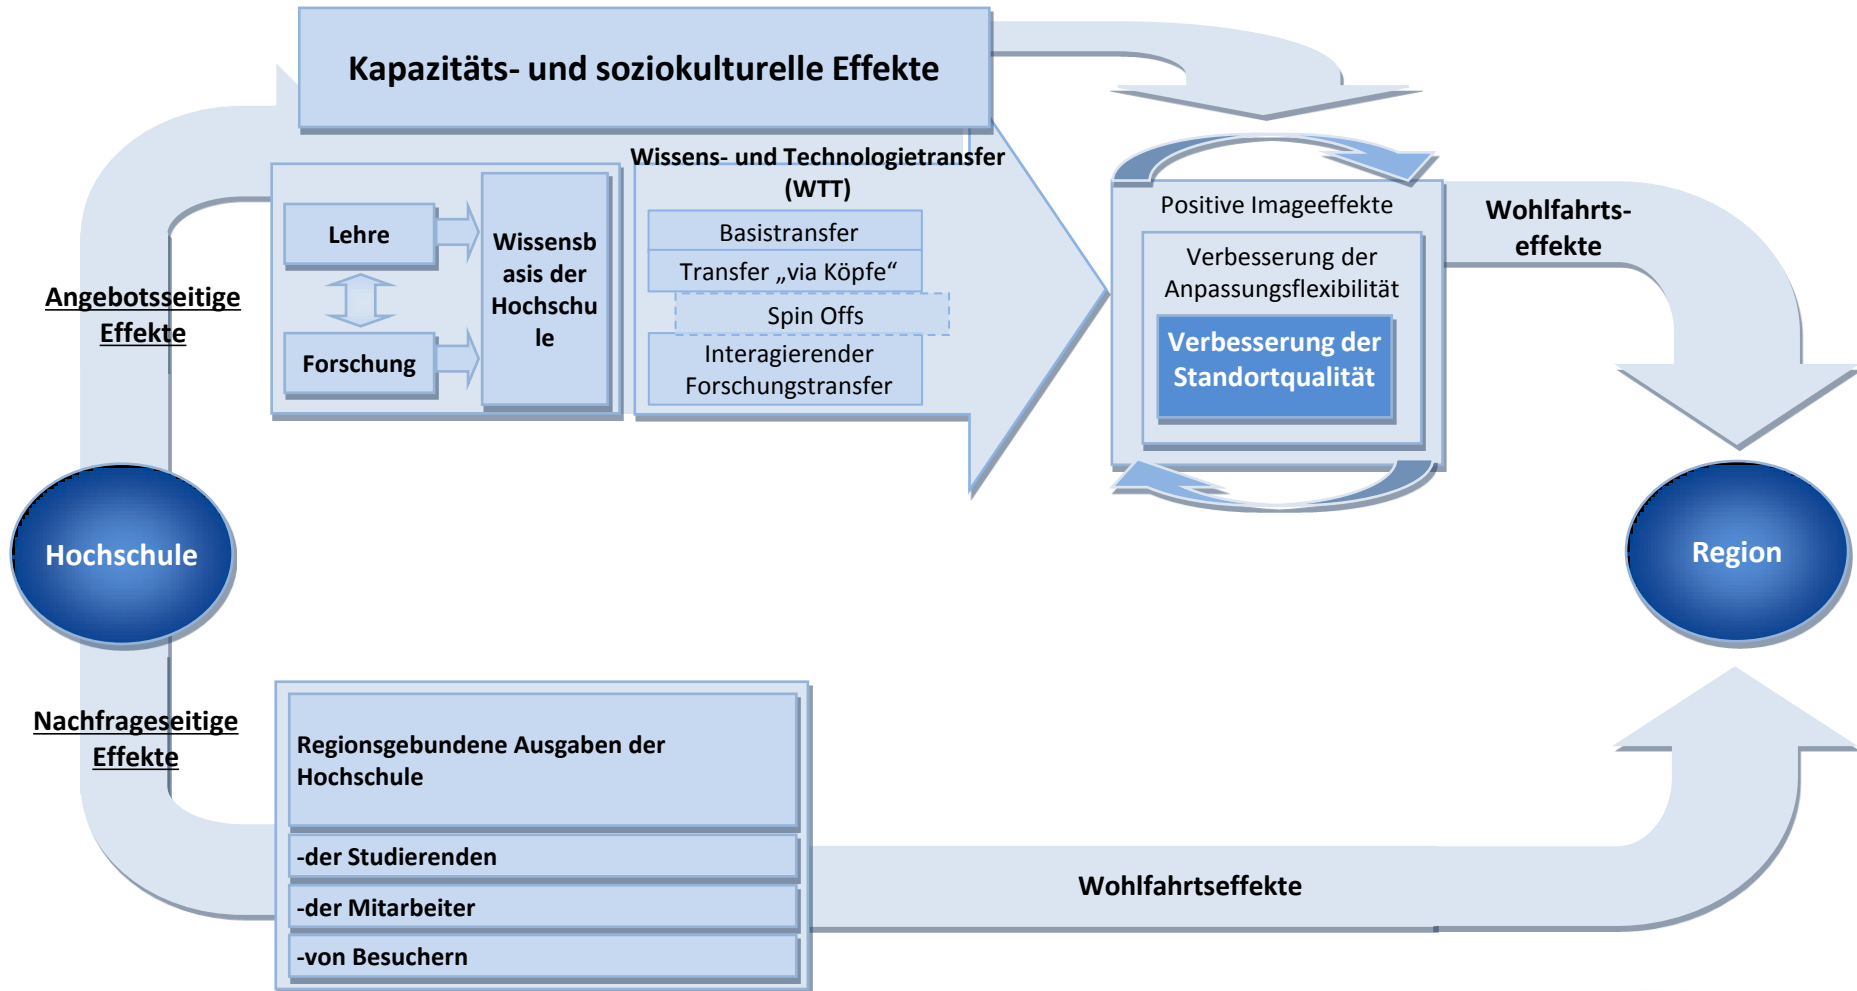 Kapazitäts- und soziokulturelle Effekte
Wissens- und Technologietransfer
(WTT)
Lehre
Forschung
Wissensb
asis der
Hochschu
le
Basistransfer
Transfer „via Köpfe“
Spin Offs
Interagierender
Forschungstransfer
Positive Imageeffekte
Verbesserung der
Anpassungsflexibilität
Verbesserung der
Standortqualität
Wohlfahrts-
effekte
Angebotsseitige
Effekte
Hochschule
Region
Nachfrageseitige
Effekte
Regionsgebundene Ausgaben der
Hochschule
-der Studierenden
-der Mitarbeiter
-von Besuchern
Wohlfahrtseffekte